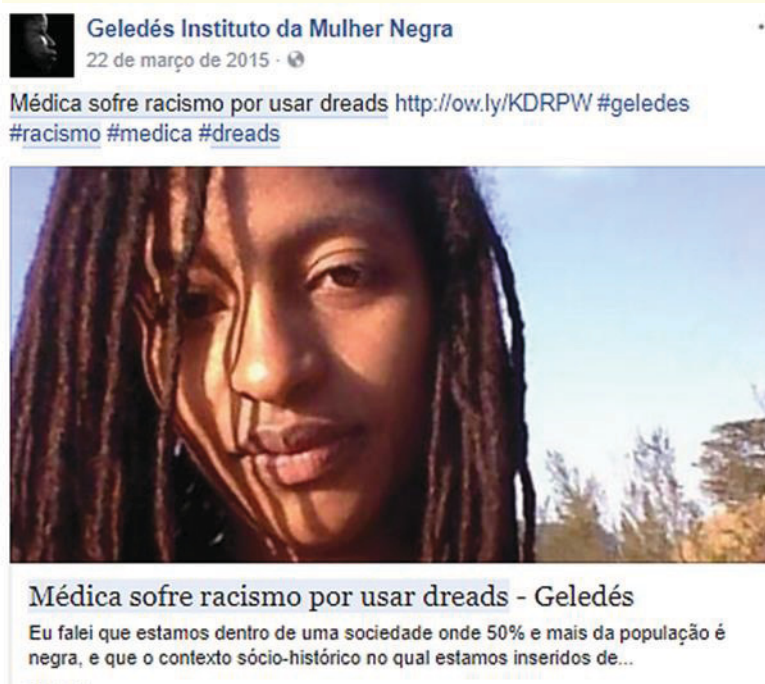 Geledés Instituto da Mulher Negra
22 de março de 2015 ·
Médica sofre racismo por usar dreads http://ow.ly/KDRPW #geledes
#racismo #medica #dreads
Médica sofre racismo por usar dreads - Geledés
Eu falei que estamos dentro de uma sociedade onde 50% e mais da população é
negra, e que o contexto sócio-histórico no qual estamos inseridos de...